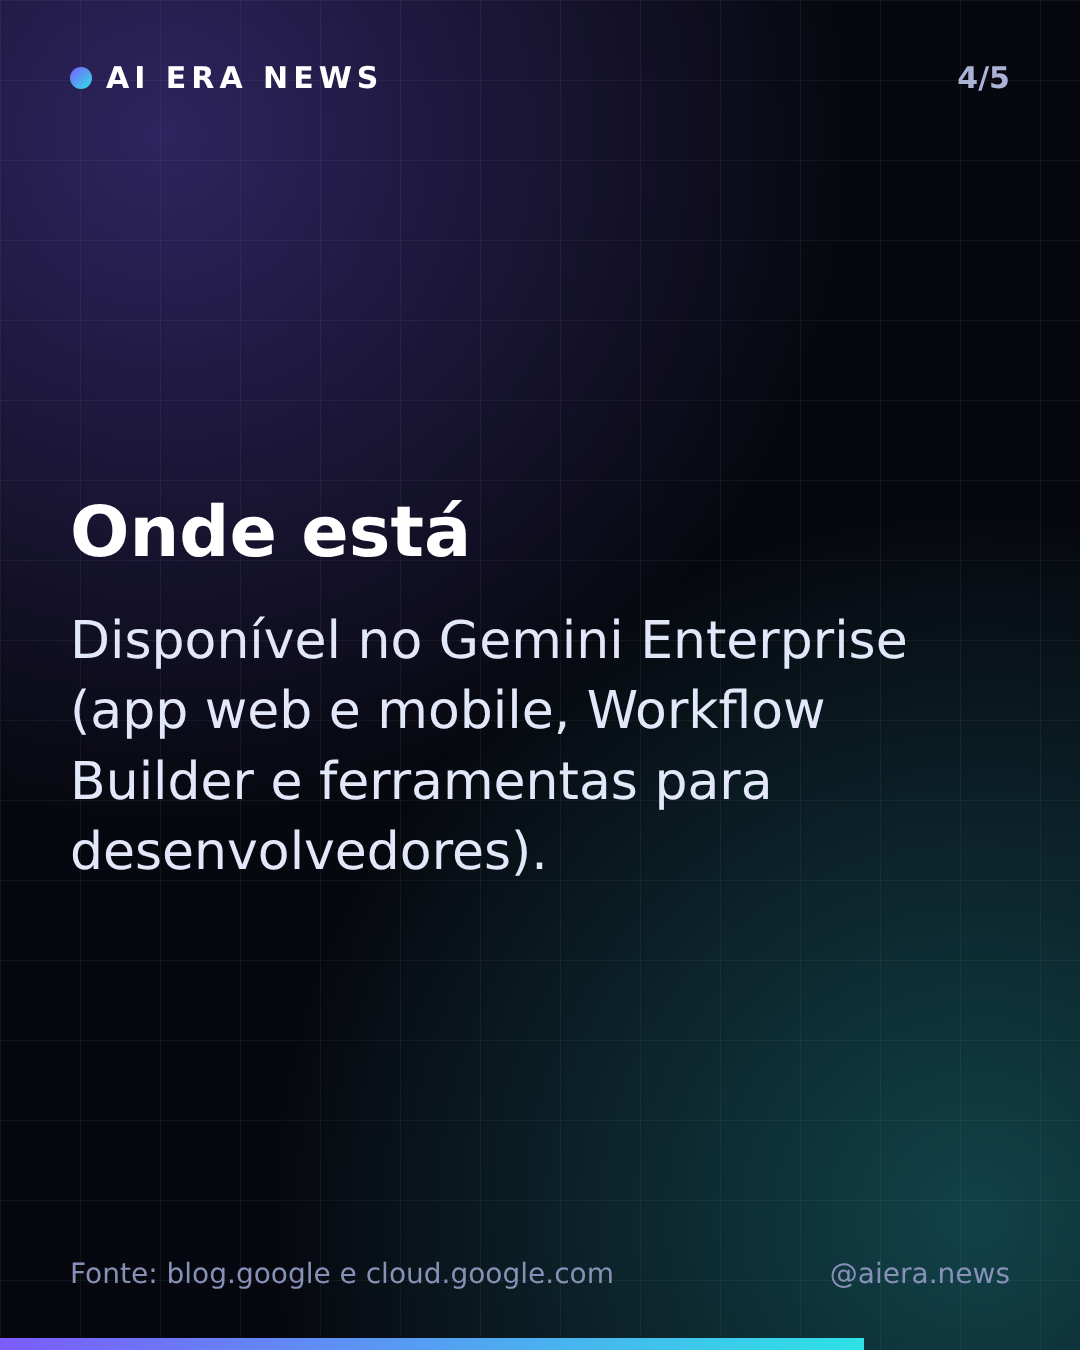 AI ERA NEWS
4/5
Onde está
Disponível no Gemini Enterprise
(app web e mobile, Workflow
Builder e ferramentas para
desenvolvedores).
Fonte: blog.google e cloud.google.com
@aiera.news